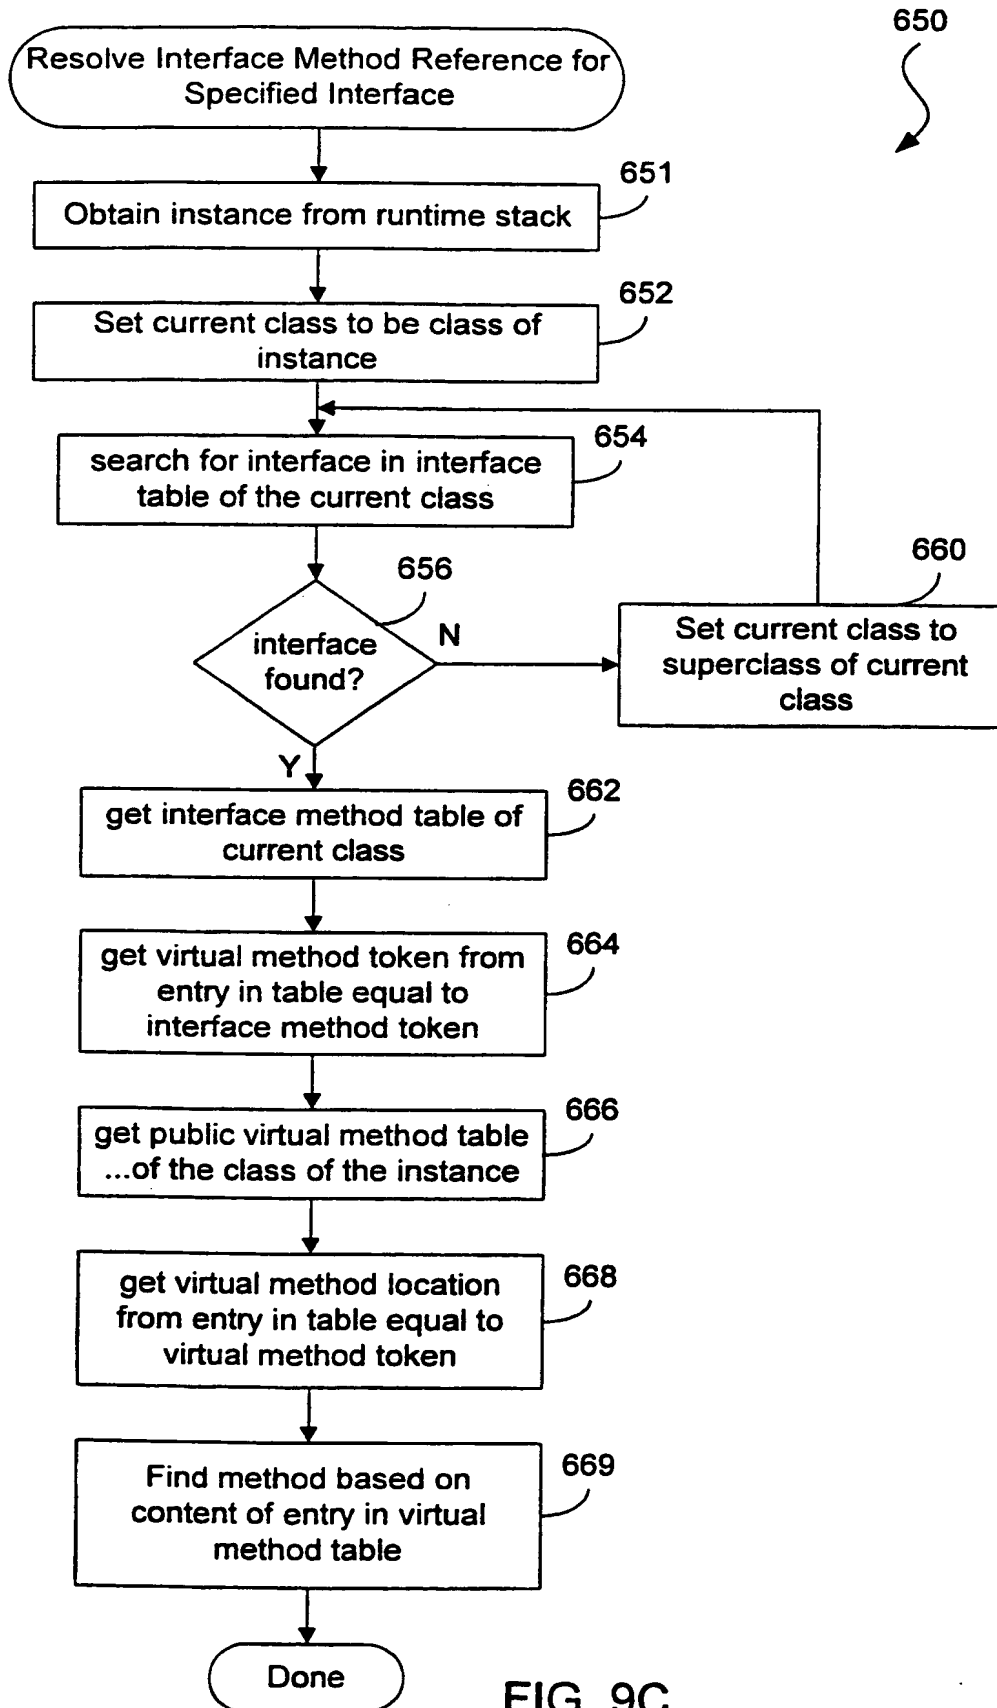 650
Resolve Interface Method Reference for
Specified Interface
651
Obtain instance from runtime stack
652
Set current class to be class of
instance
654
search for interface in interface
table of the current class
656
interface
found?
N
660
Set current class to
superclass of current
class
Y
662
get interface method table of
current class
664
get virtual method token from
entry in table equal to
interface method token
666
get public virtual method table
...of the class of the instance
668
get virtual method location
from entry in table equal to
virtual method token
669
Find method based on
content of entry in virtual
method table
Done
FIG. 9C